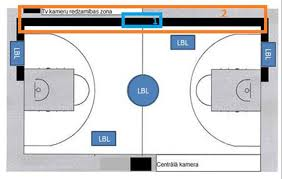 Tv kameru redzamības zona
2
1
LBL
LBL
LBL
LBL
LBL
Centrālā kamera